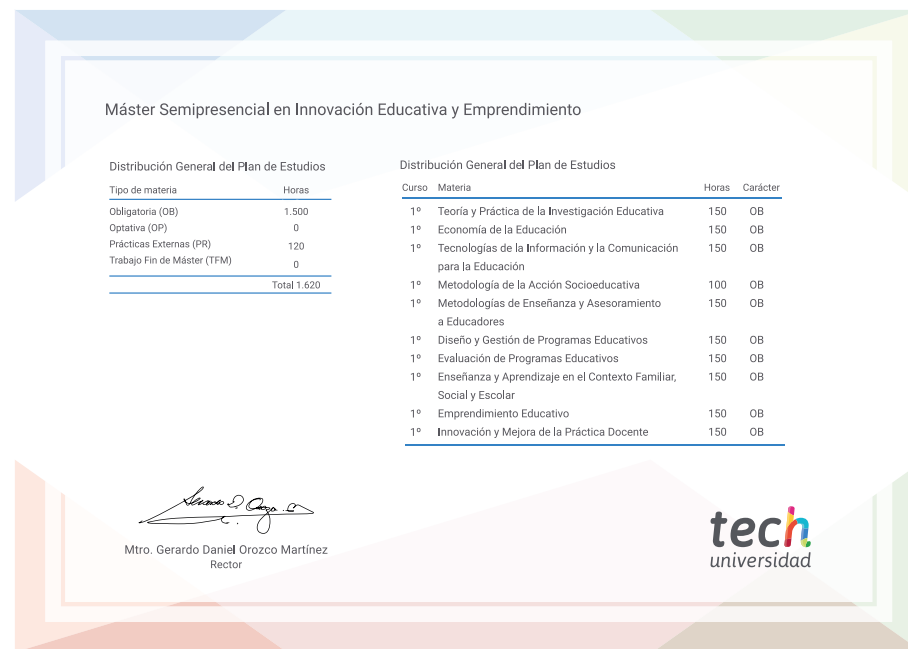 Máster Semipresencial en Innovación Educativa y Emprendimiento
Distribución General del Plan de Estudios
Tipo de materia Horas
Obligatoria (OB) 1.500
Optativa (OP) 0
Prácticas Externas (PR) 120
Trabajo Fin de Máster (TFM) 0
Total 1.620
Distribución General del Plan de Estudios
Curso Materia Horas Carácter
1º Teoría y Práctica de la Investigación Educativa 150 OB
1º Economía de la Educación 150 OB
1º Tecnologías de la Información y la Comunicación 150 OB
para la Educación
1º Metodología de la Acción Socioeducativa 100 OB
1º Metodologías de Enseñanza y Asesoramiento 150 OB
a Educadores
1º Diseño y Gestión de Programas Educativos 150 OB
1º Evaluación de Programas Educativos 150 OB
1º Enseñanza y Aprendizaje en el Contexto Familiar, 150 OB
Social y Escolar
1º Emprendimiento Educativo 150 OB
1º Innovación y Mejora de la Práctica Docente 150 OB
Mtro. Gerardo Daniel Orozco Martínez
Rector
tech
universidad